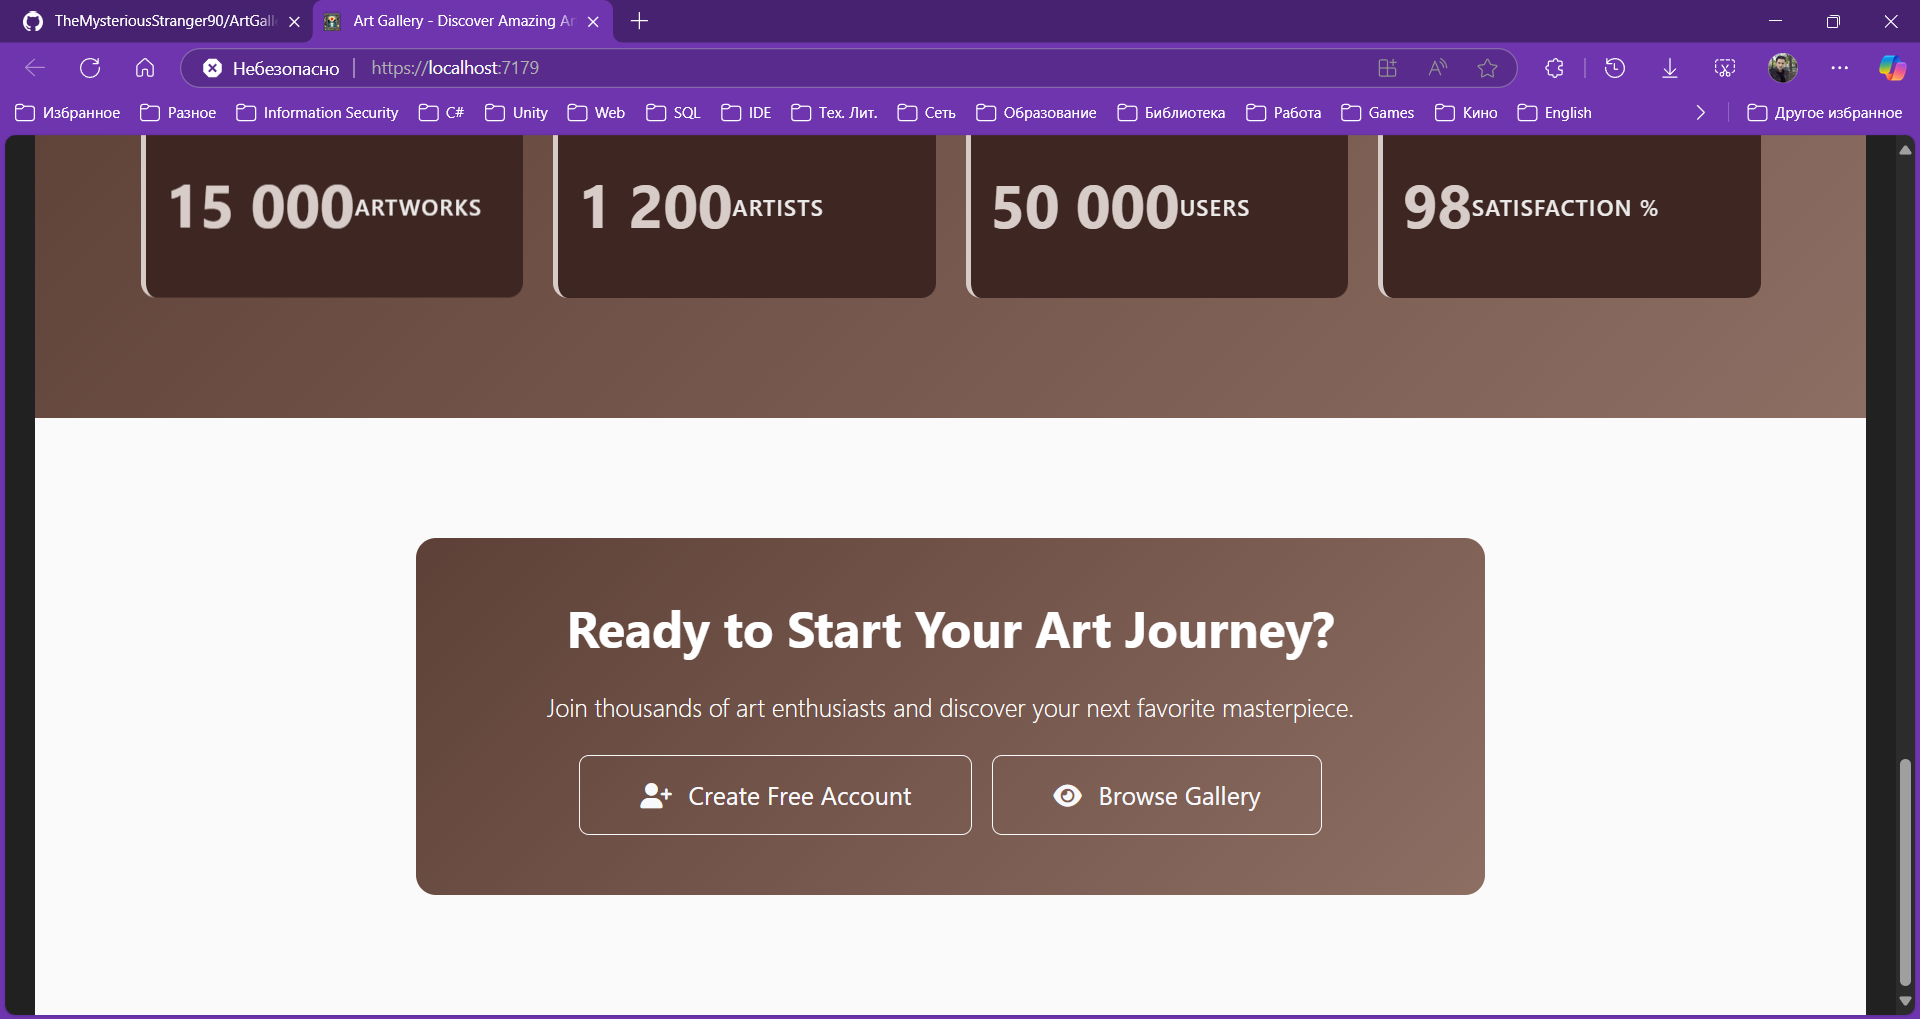 TheMysteriousStranger90/ArtGall
Art Gallery - Discover Amazing Ar
Небезопасно
https://localhost:7179
Избранное
Разное
Information Security
C#
Unity
Web
SQL
IDE
Тех. Лит.
Сеть
Образование
Библиотека
Работа
Games
Кино
English
Другое избранное
15 000 ARTWORKS
1 200 ARTISTS
50 000 USERS
98 SATISFACTION %
Ready to Start Your Art Journey?
Join thousands of art enthusiasts and discover your next favorite masterpiece.
Create Free Account
Browse Gallery